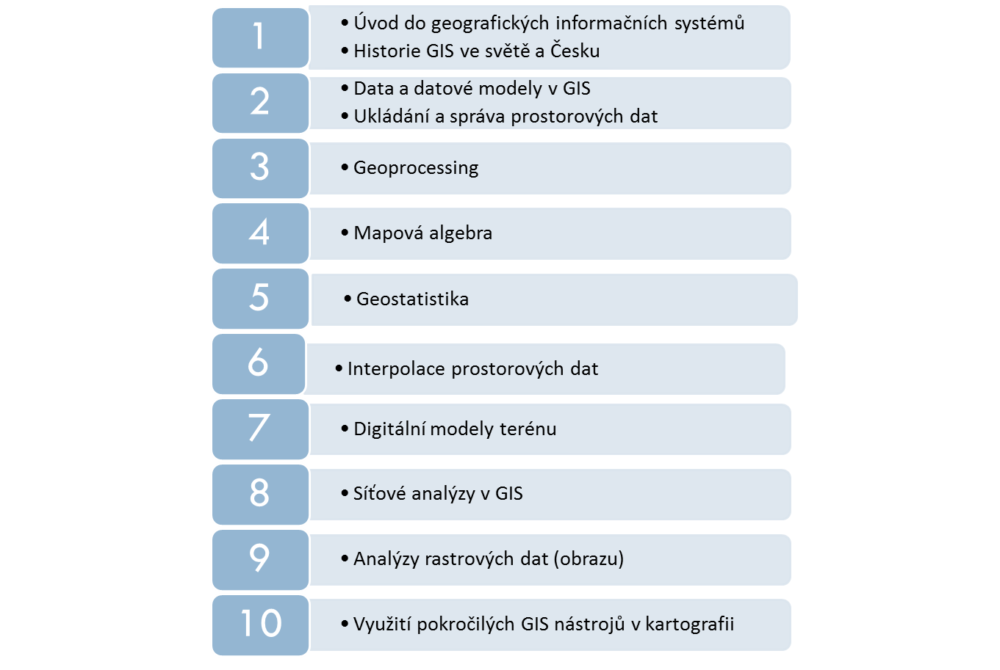 1
• Úvod do geografických informačních systémů
• Historie GIS ve světě a Česku
2
• Data a datové modely v GIS
• Ukládání a správa prostorových dat
3
• Geoprocessing
4
• Mapová algebra
5
• Geostatistika
6
• Interpolace prostorových dat
7
• Digitální modely terénu
8
• Síťové analýzy v GIS
9
• Analýzy rastrových dat (obrazu)
10
• Využití pokročilých GIS nástrojů v kartografii